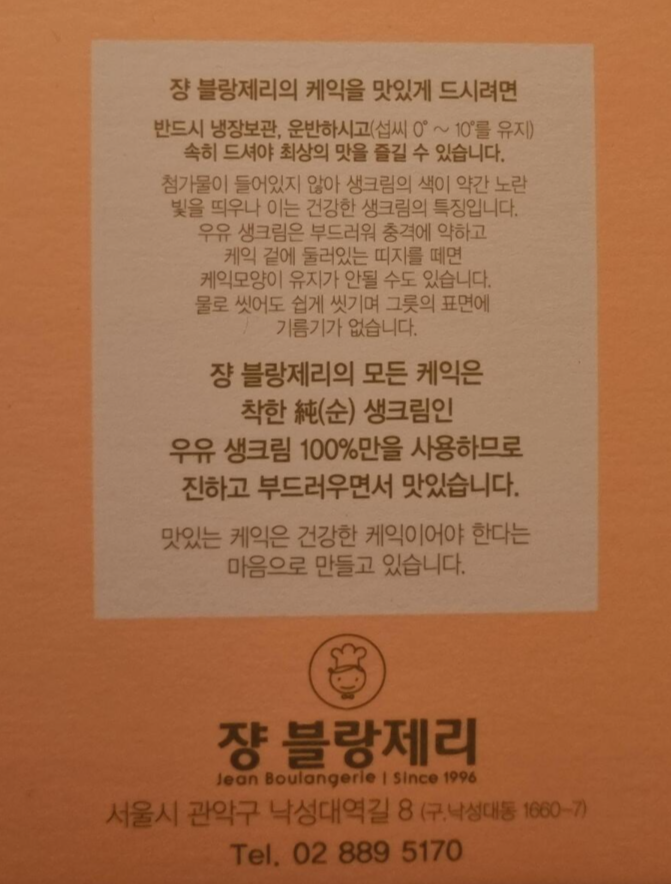 쟝 블랑제리의 케익을 맛있게 드시려면
반드시 냉장보관, 운반하시고(섭씨 0° ~ 10°를 유지)
속히 드셔야 최상의 맛을 즐길 수 있습니다.
첨가물이 들어있지 않아 생크림의 색이 약간 노란
빛을 띄우나 이는 건강한 생크림의 특징입니다.
우유 생크림은 부드러워 충격에 약하고
케익 겉에 둘러있는 띠지를 떼면
케익모양이 유지가 안될 수도 있습니다.
물로 씻어도 쉽게 씻기며 그릇의 표면에
기름기가 없습니다.
쟝 블랑제리의 모든 케익은
착한 純(순) 생크림인
우유 생크림 100%만을 사용하므로
진하고 부드러우면서 맛있습니다.
맛있는 케익은 건강한 케익이어야 한다는
마음으로 만들고 있습니다.
쟝 블랑제리
Jean Boulangerie | Since 1996
서울시 관악구 낙성대역길 8 (구.낙성대동 1660-7)
Tel. 02 889 5170